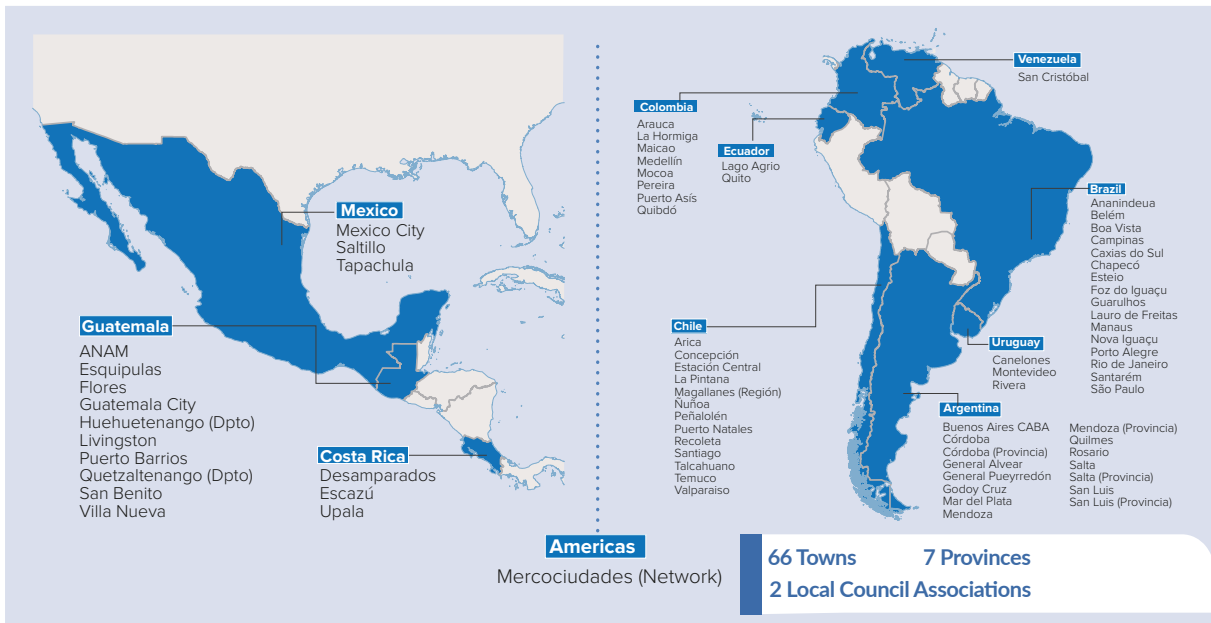 Mexico
Mexico City
Saltillo
Tapachula
Guatemala
ANAM
Esquipulas
Flores
Guatemala City
Huehuetenango (Dpto)
Livingston
Puerto Barrios
Quetzaltenango (Dpto)
San Benito
Villa Nueva
Costa Rica
Desamparados
Escazú
Upala
Americas
Mercociudades (Network)
Venezuela
San Cristóbal
Colombia
Arauca
La Hormiga
Maicao
Medellín
Mocoa
Pereira
Puerto Asís
Quibdó
Ecuador
Lago Agrio
Quito
Brazil
Ananindeua
Belém
Boa Vista
Campinas
Caxias do Sul
Chapecó
Esteio
Foz do Iguaçu
Guarulhos
Lauro de Freitas
Manaus
Nova Iguaçu
Porto Alegre
Rio de Janeiro
Santarém
São Paulo
Chile
Arica
Concepción
Estación Central
La Pintana
Magallanes (Región)
Ñuñoa
Peñalolén
Puerto Natales
Recoleta
Santiago
Talcahuano
Temuco
Valparaiso
Uruguay
Canelones
Montevideo
Rivera
Argentina
Buenos Aires CABA
Córdoba
Córdoba (Provincia)
General Alvear
General Pueyrredón
Godoy Cruz
Mar del Plata
Mendoza
Mendoza (Provincia)
Quilmes
Rosario
Salta
Salta (Provincia)
San Luis
San Luis (Provincia)
66 Towns
7 Provinces
2 Local Council Associations